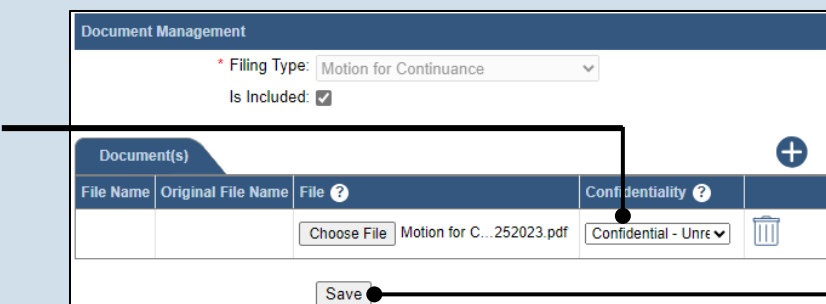 Document Management
* Filing Type: Motion for Continuance
Is Included:
Document(s)
File Name Original File Name File ? Confidentiality ?
Choose File Motion for C...252023.pdf Confidential - Unre
Save